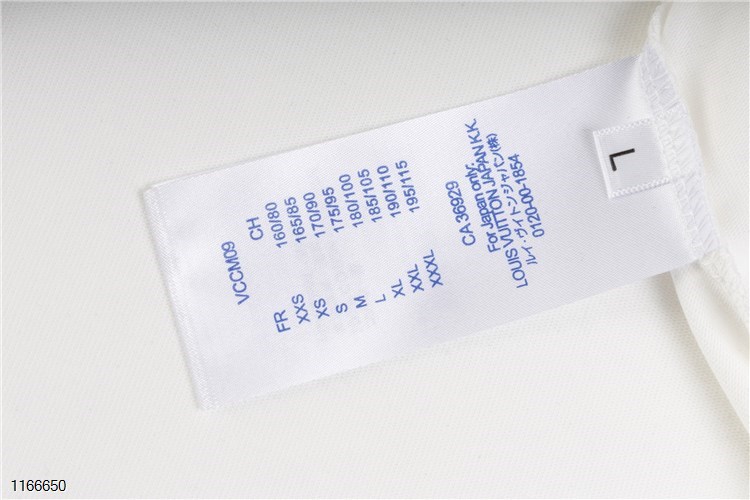 VCCM09
FR CH
XXS 160/80
XS 165/85
S 170/90
M 175/95
L 180/100
XL 185/105
XXL 190/110
XXXL 195/115
CA 36929
For Japan only:
LOUIS VUITTON JAPAN K.K.
ルイ・ヴィトン・ジャパン(株)
0120-00-1854
L
1166650